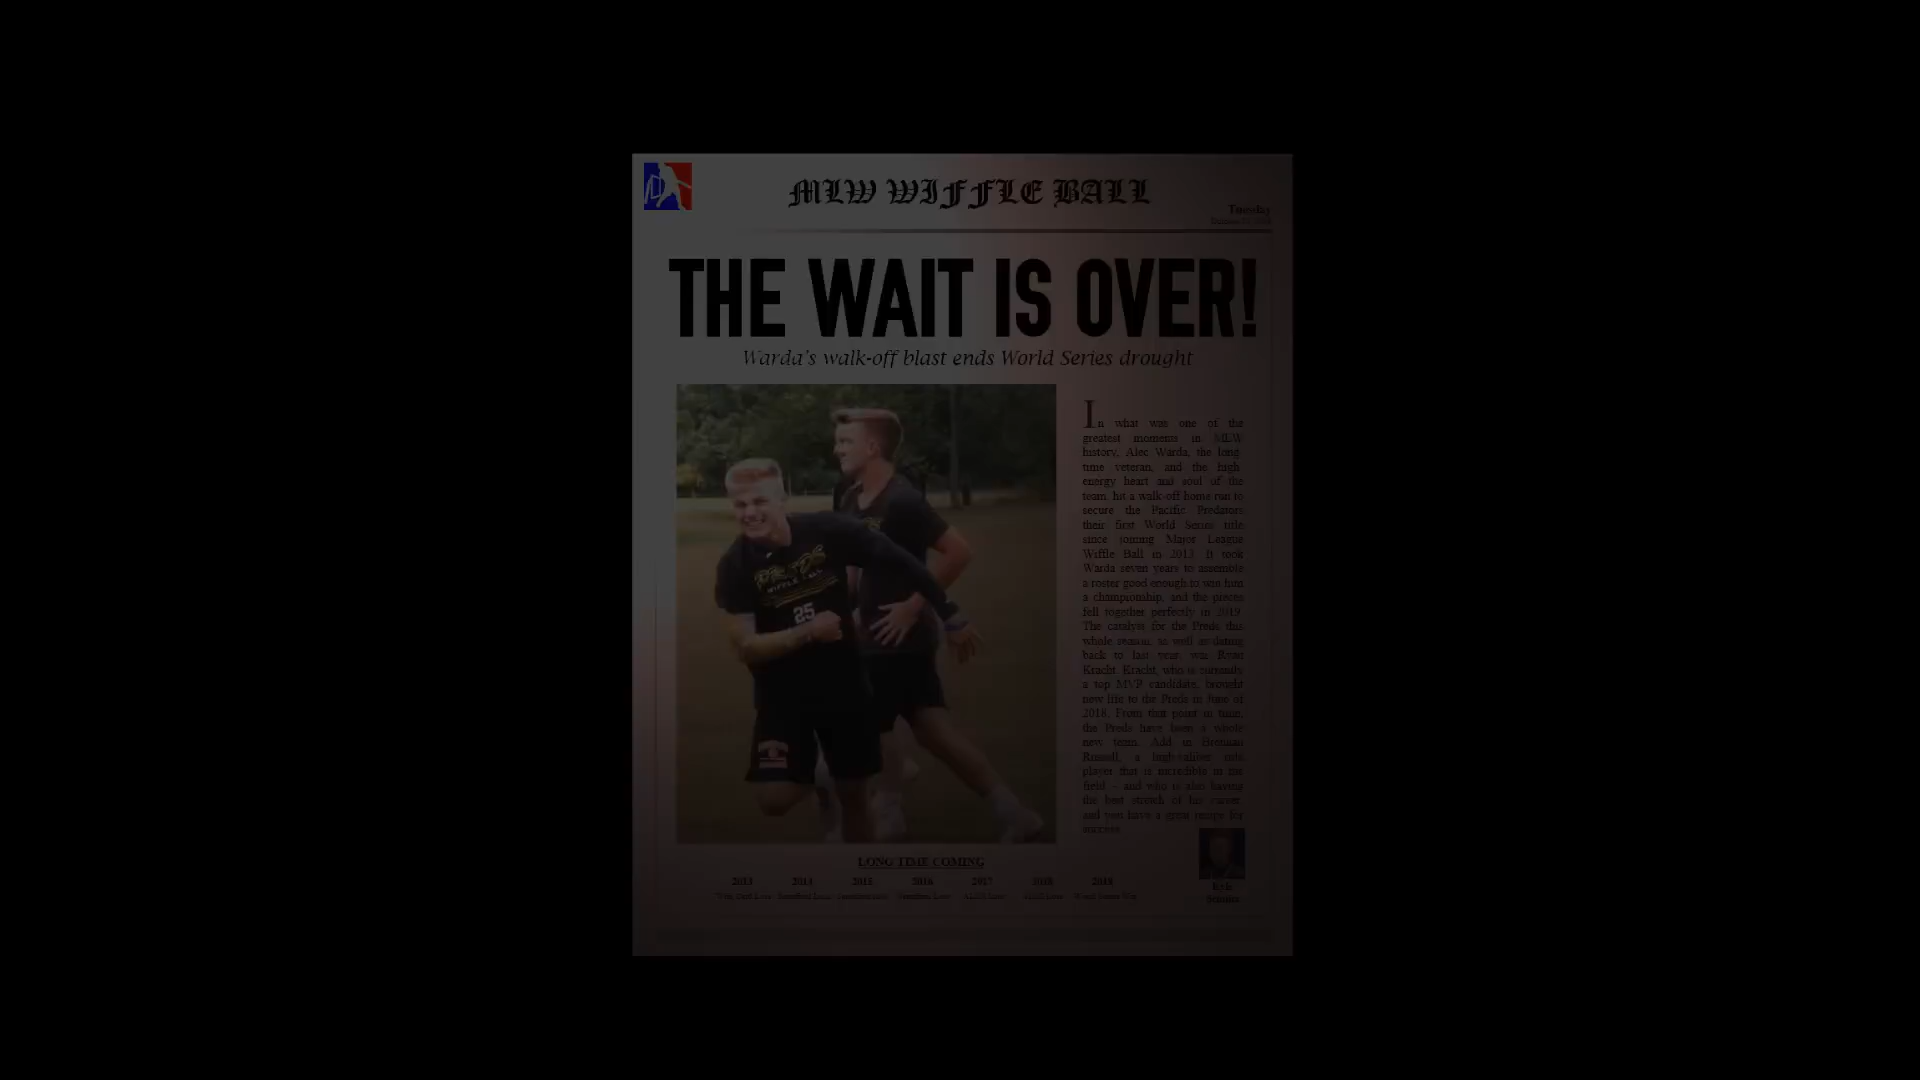 MLW WIFFLE BALL
Tuesday
THE WAIT IS OVER!
Warda's walk-off blast ends World Series drought
PREDS
WIFFLE BALL
25
In what was one of the
greatest moments in MLW
history, Alec Warda, the long-
time veteran, and the high-
energy heart and soul of the
team, hit a walk-off home run to
secure the Pacific Predators
their first World Series title
since joining Major League
Wiffle Ball in 2013. It took
Warda seven years to assemble
a roster good enough to win him
a championship, and the pieces
fell together perfectly in 2019.
The catalyst for the Preds this
whole season, as well as dating
back to last year, was Ryan
Kracht. Kracht, who is currently
a top MVP candidate, brought
new life to the Preds in June of
2018. From that point in time,
the Preds have been a whole
new team. Add in Brennan
Russell, a high-caliber
player that is incredible in the
field – and who is also having
the best stretch of his career,
and you have a great recipe for
success.
LONG TIME COMING
2013 2014 2015 2016 2017 2018
Kyle